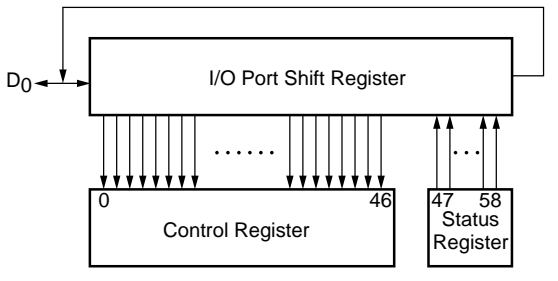 I/O Port Shift Register
D0
......
...
0 46
47 58
Control Register
Status
Register